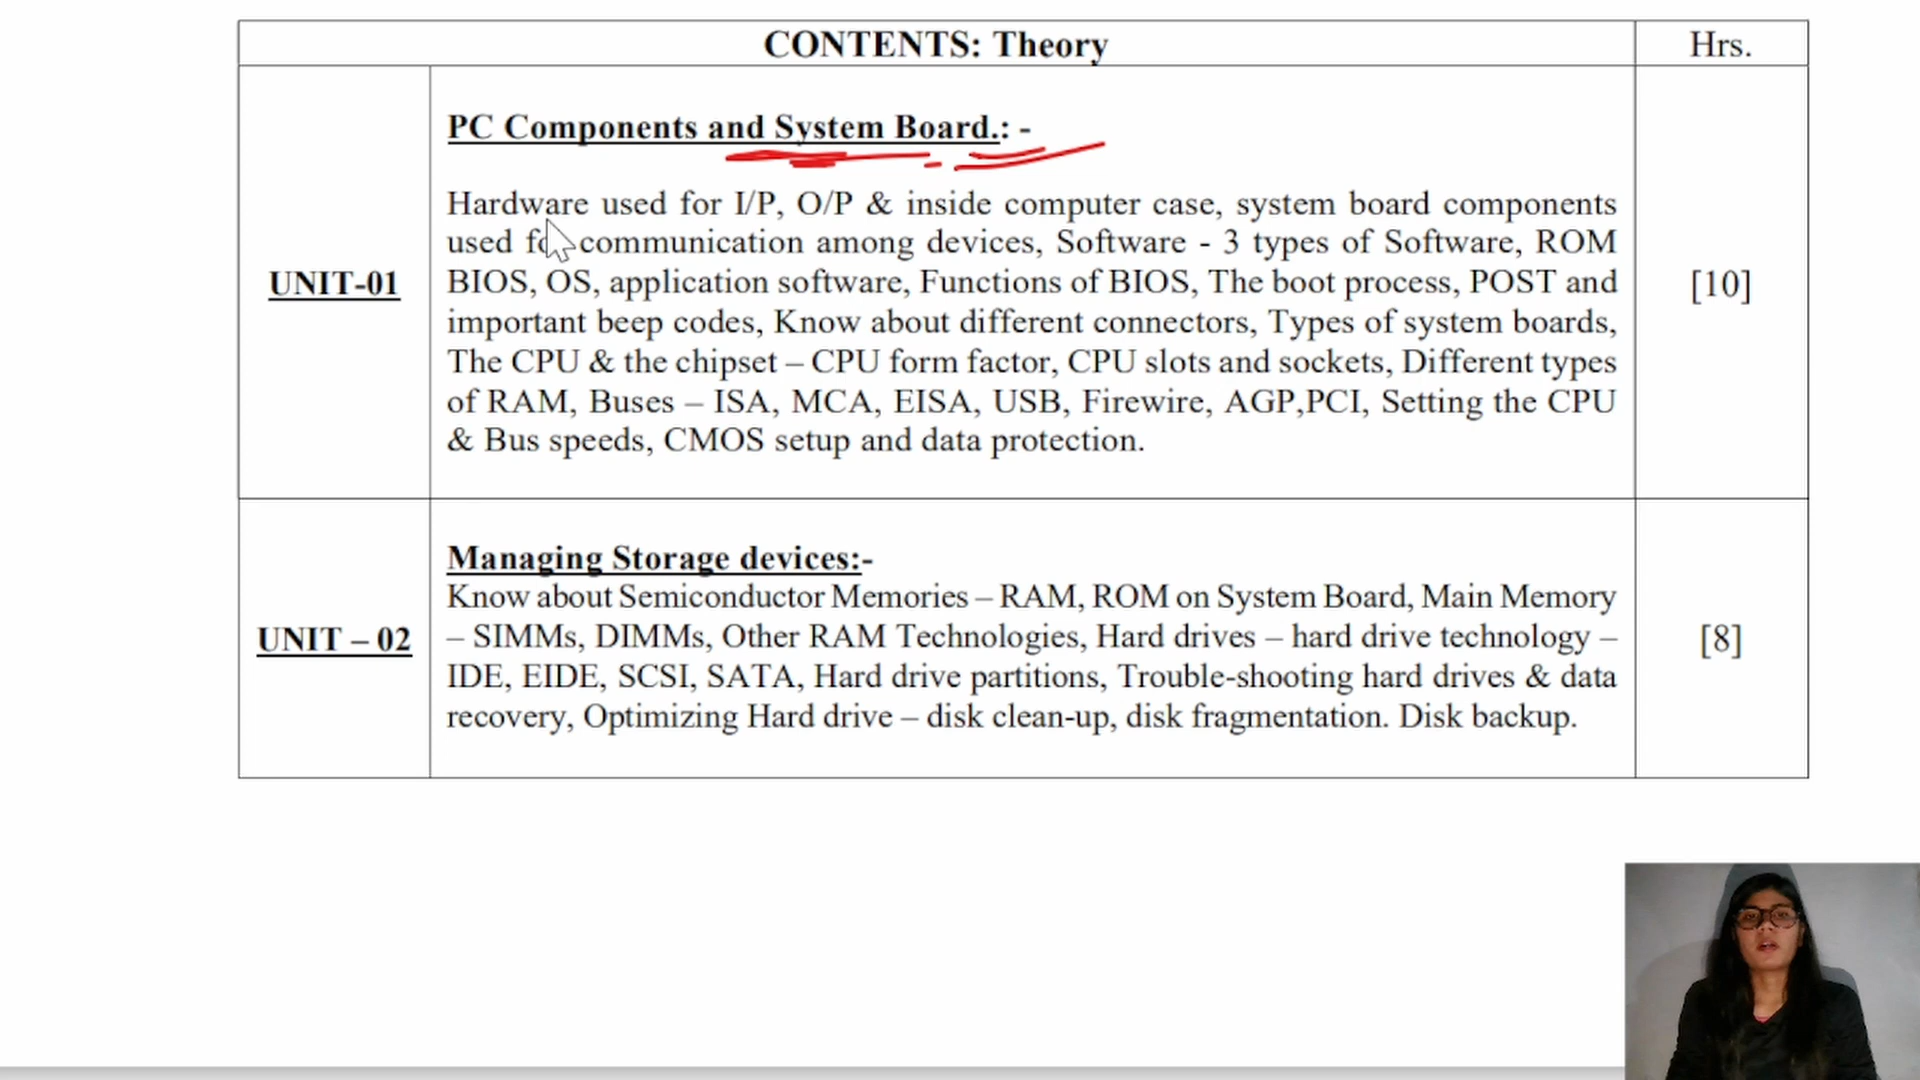 CONTENTS: Theory
Hrs.
PC Components and System Board.: -
Hardware used for I/P, O/P & inside computer case, system board components
used communication among devices, Software - 3 types of Software, ROM
BIOS, OS, application software, Functions of BIOS, The boot process, POST and
important beep codes, Know about different connectors, Types of system boards,
The CPU & the chipset – CPU form factor, CPU slots and sockets, Different types
of RAM, Buses – ISA, MCA, EISA, USB, Firewire, AGP,PCI, Setting the CPU
& Bus speeds, CMOS setup and data protection.
UNIT-01
[10]
Managing Storage devices:-
Know about Semiconductor Memories – RAM, ROM on System Board, Main Memory
– SIMMs, DIMMs, Other RAM Technologies, Hard drives – hard drive technology –
IDE, EIDE, SCSI, SATA, Hard drive partitions, Trouble-shooting hard drives & data
recovery, Optimizing Hard drive – disk clean-up, disk fragmentation. Disk backup.
UNIT – 02
[8]